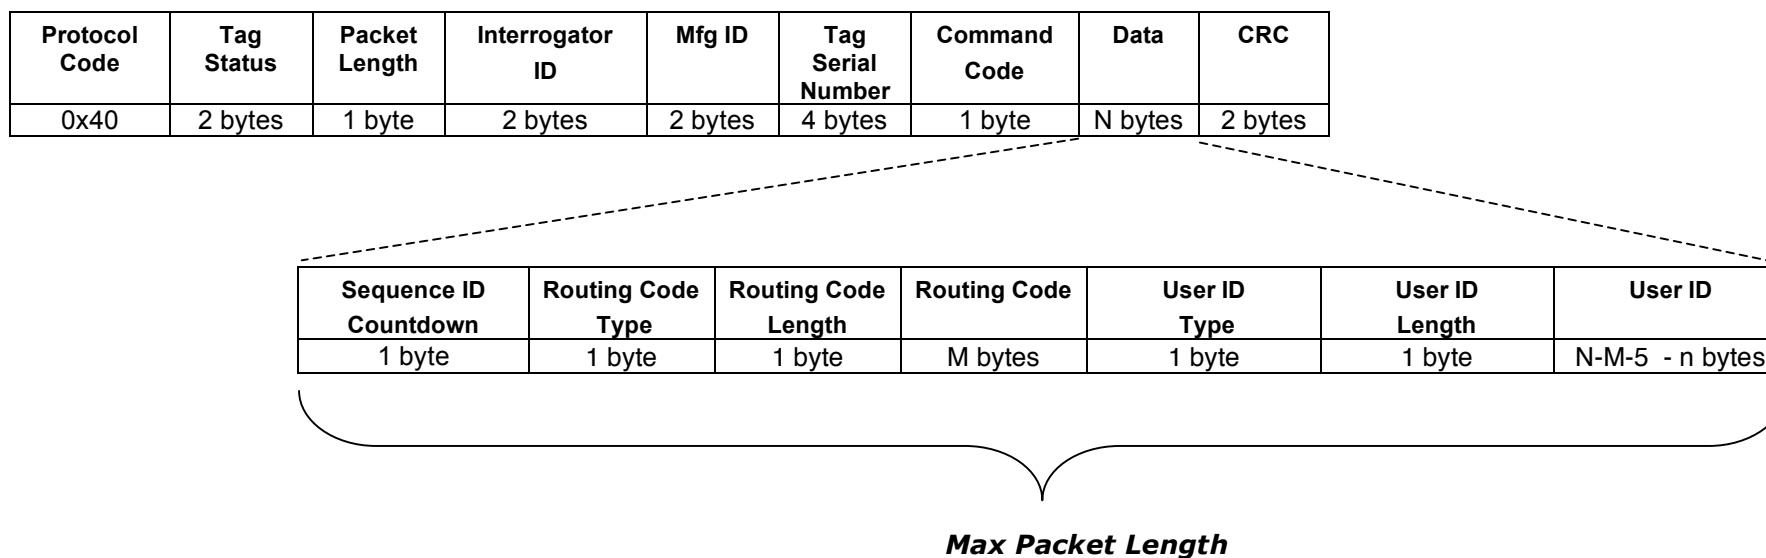 Protocol Code
Tag Status
Packet Length
Interrogator ID
Mfg ID
Tag Serial Number
Command Code
Data
CRC
0x40
2 bytes
1 byte
2 bytes
2 bytes
4 bytes
1 byte
N bytes
2 bytes
Sequence ID Countdown
Routing Code Type
Routing Code Length
Routing Code
User ID Type
User ID Length
User ID
1 byte
1 byte
1 byte
M bytes
1 byte
1 byte
N-M-5 - n bytes
Max Packet Length